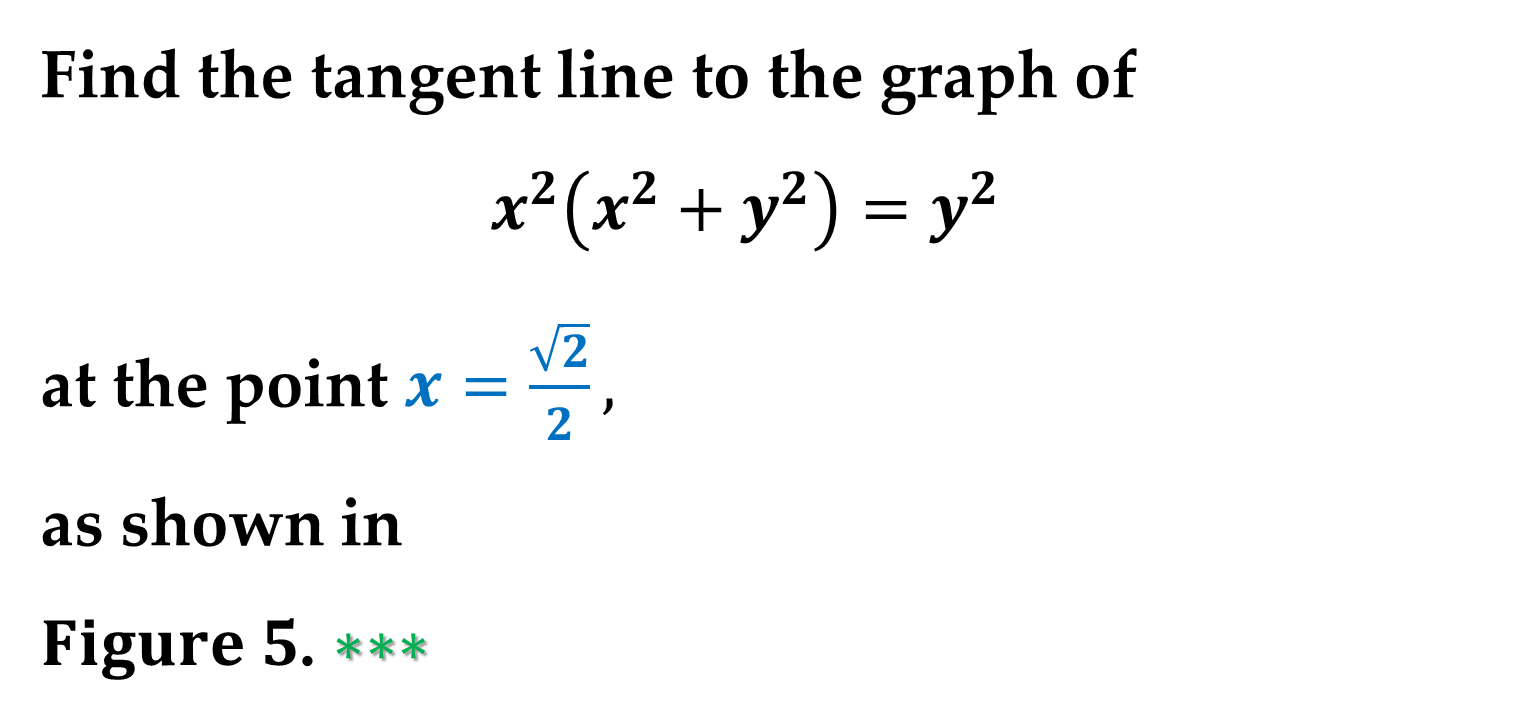 Find the tangent line to the graph of
x²(x² + y²) = y²
at the point x = √2/2,
as shown in
Figure 5. ***